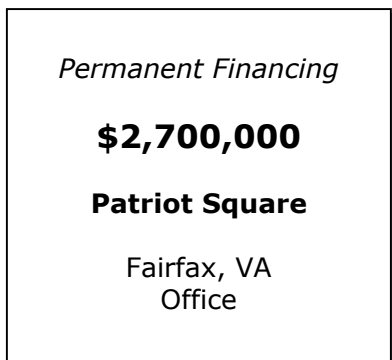 Permanent Financing
$2,700,000
Patriot Square
Fairfax, VA
Office